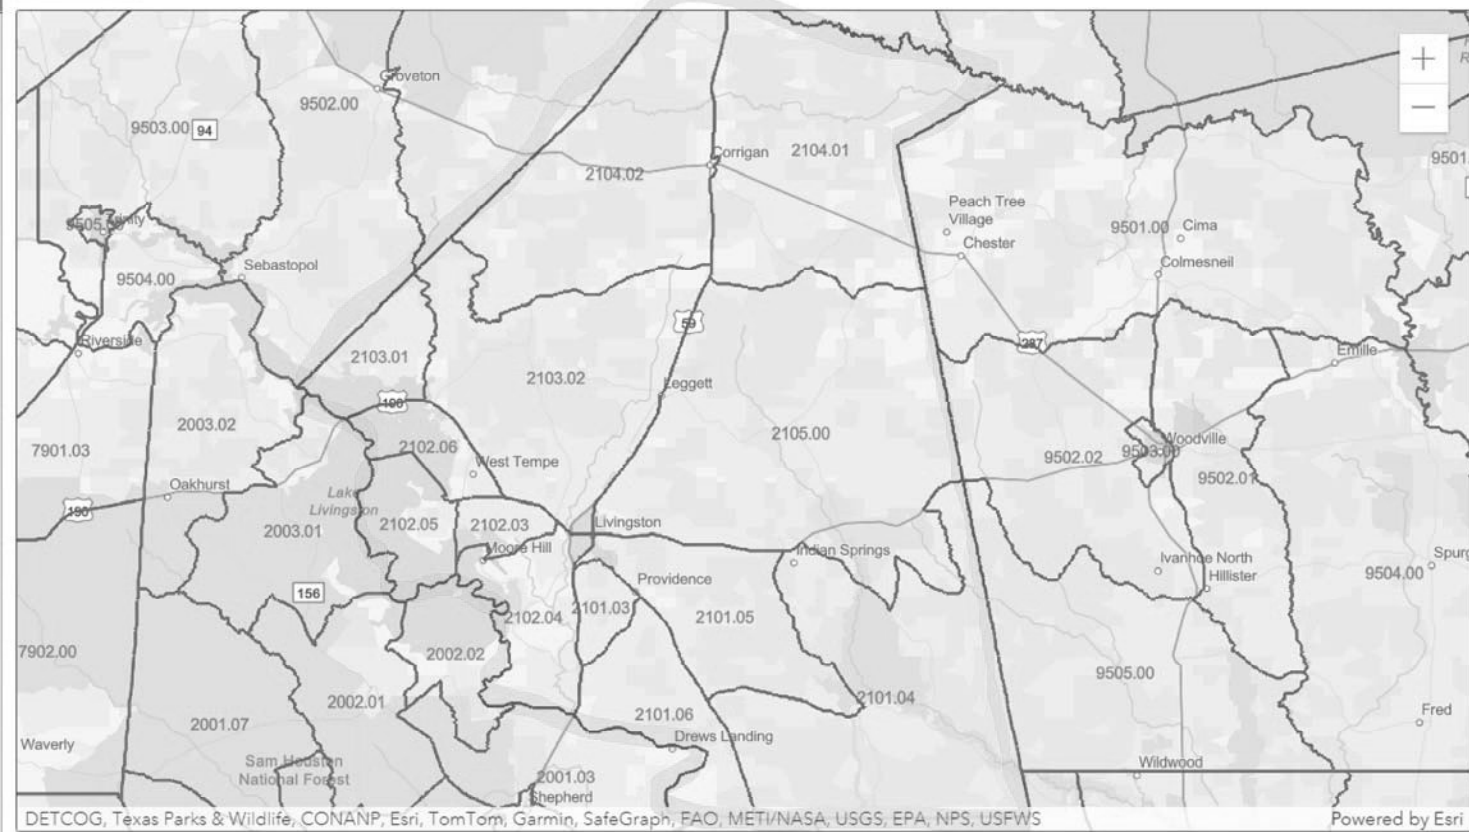 Groveton
9502.00
9503.00
94
Corrigan
2104.01
2104.02
9501.
Peach Tree
Village
Chester
9501.00
Cima
Colmesneil
9504.00
Sebastopol
Riverside
59
287
Emille
2103.01
2103.02
Leggett
190
2003.02
2102.06
2105.00
Woodville
9503.00
9502.02
9502.01
7901.03
West Tempe
Oakhurst
190
Lake
Livingston
2003.01
2102.05
2102.03
Livingston
Moore Hill
Indian Springs
Ivanhoe North
Hillister
Spurg
9504.00
Providence
156
2101.03
2102.04
2101.05
7902.00
2002.02
9505.00
2002.01
2101.04
2001.07
2101.06
Fred
Waverly
Drews Landing
Sam Houston
National Forest
Wildwood
2001.03
Shepherd
DETCOG, Texas Parks & Wildlife, CONANP, Esri, TomTom, Garmin, SafeGraph, FAO, METI/NASA, USGS, EPA, NPS, USFWS
Powered by Esri